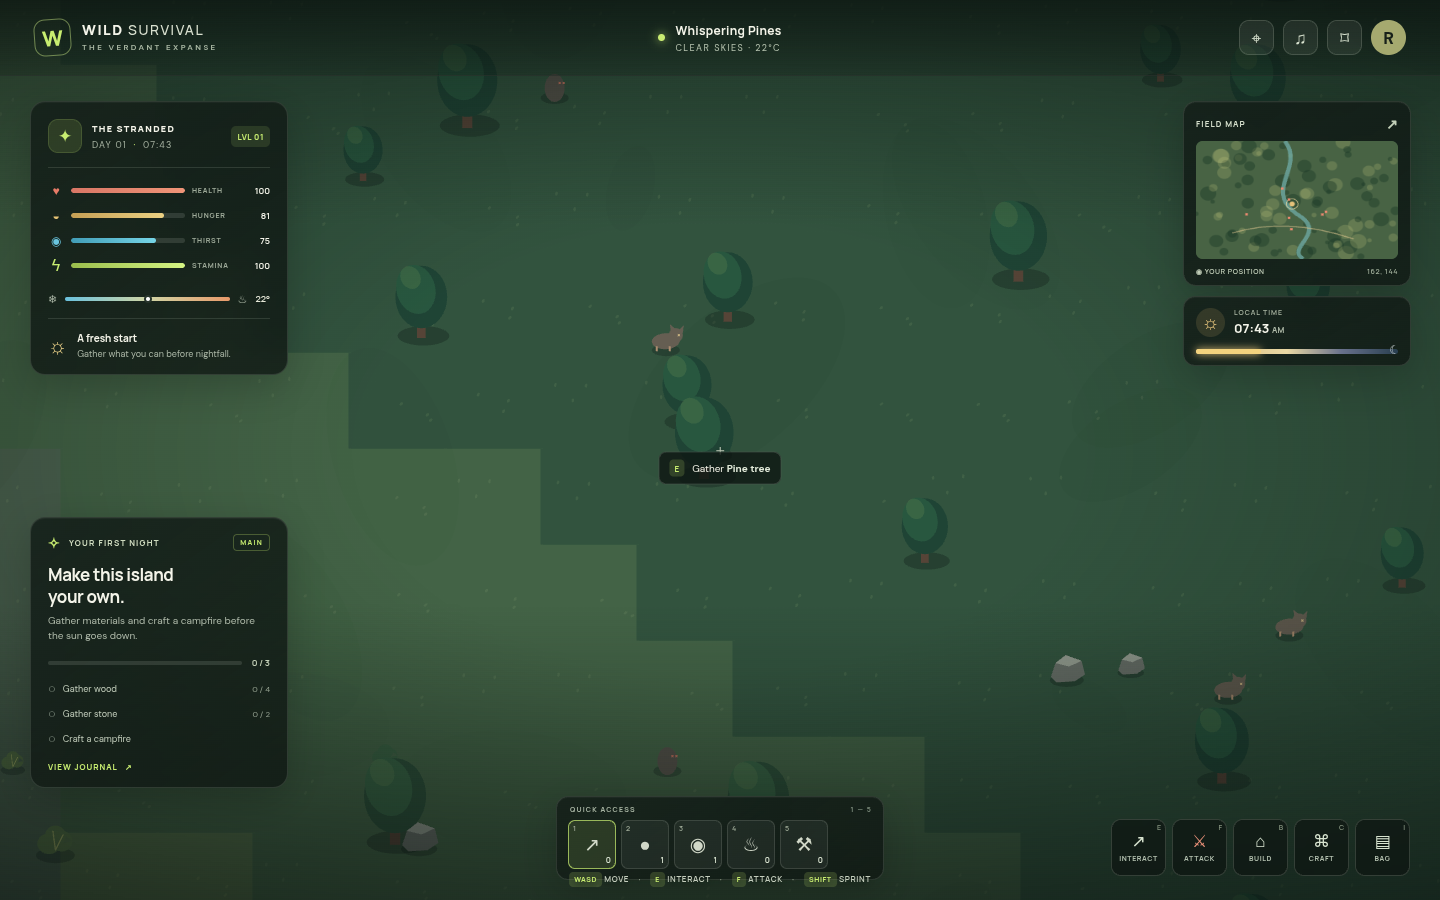 W
WILD SURVIVAL
THE VERDANT EXPANSE
Whispering Pines
CLEAR SKIES · 22°C
R
THE STRANDED
DAY 01 · 07:43
LVL 01
HEALTH 100
HUNGER 81
THIRST 75
STAMINA 100
22°
A fresh start
Gather what you can before nightfall.
FIELD MAP
YOUR POSITION 162, 144
LOCAL TIME
07:43 AM
E Gather Pine tree
YOUR FIRST NIGHT MAIN
Make this island
your own.
Gather materials and craft a campfire before
the sun goes down.
0 / 3
Gather wood 0 / 4
Gather stone 0 / 2
Craft a campfire
VIEW JOURNAL ↗
QUICK ACCESS 1 — 5
1 2 3 4 5
0 1 1 0 0
WASD MOVE · E INTERACT · F ATTACK · SHIFT SPRINT
E F B C I
INTERACT ATTACK BUILD CRAFT BAG